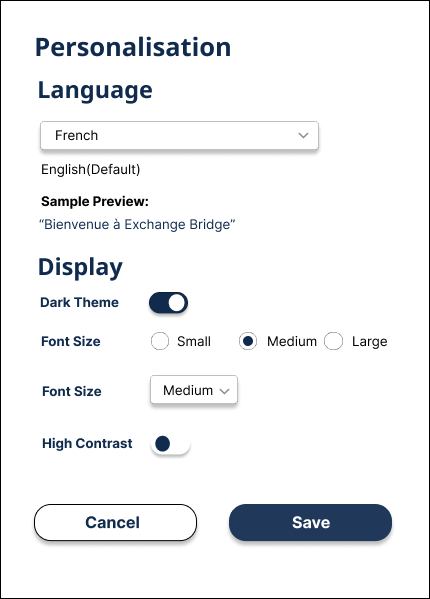 Personalisation
Language
French
English(Default)
Sample Preview:
“Bienvenue à Exchange Bridge”
Display
Dark Theme
Font Size Small Medium Large
Font Size Medium
High Contrast
Cancel Save